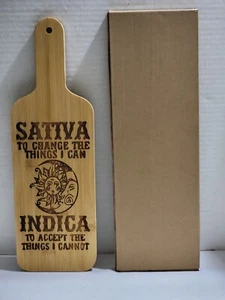 SATIVA
TO CHANGE THE
THINGS I CAN
INDICA
TO ACCEPT THE
THINGS I CANNOT